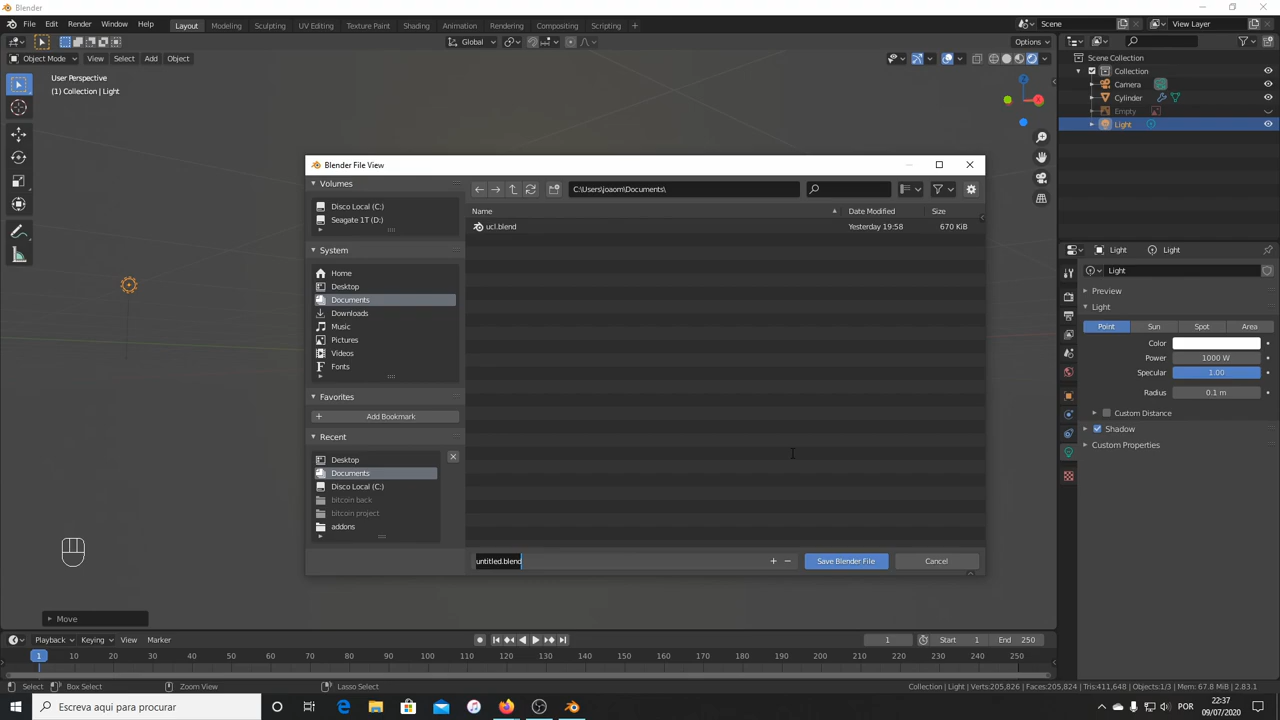 Blender
File Edit Render Window Help Layout Modeling Sculpting UV Editing Texture Paint Shading Animation Rendering Compositing Scripting + Scene View Layer
Global Options
Object Mode View Select Add Object
User Perspective
(1) Collection | Light
Z
X
Scene Collection
Collection
Camera
Cylinder
Empty
Light
Blender File View
Volumes
Disco Local (C:)
Seagate 1T (D:)
System
Home
Desktop
Documents
Downloads
Music
Pictures
Videos
Fonts
Favorites
+ Add Bookmark
Recent
Desktop
Documents
Disco Local (C:)
bitcoin back
bitcoin project
addons
C:\Users\joaom\Documents\
Name Date Modified Size
ucl.blend Yesterday 19:58 670 KiB
untitled.blend + − Save Blender File Cancel
Light Light
Light
Preview
Light
Point Sun Spot Area
Color
Power 1000 W
Specular 1.00
Radius 0.1 m
Custom Distance
Shadow
Custom Properties
Move
Playback Keying View Marker 1 Start 1 End 250
1 10 20 30 40 50 60 70 80 90 100 110 120 130 140 150 160 170 180 190 200 210 220 230 240 250
Select Box Select Zoom View Lasso Select Collection | Light | Verts:205,826 | Faces:205,824 | Tris:411,648 | Objects:1/3 | Mem: 67.8 MiB | 2.83.1
Escreva aqui para procurar POR 22:37
09/07/2020